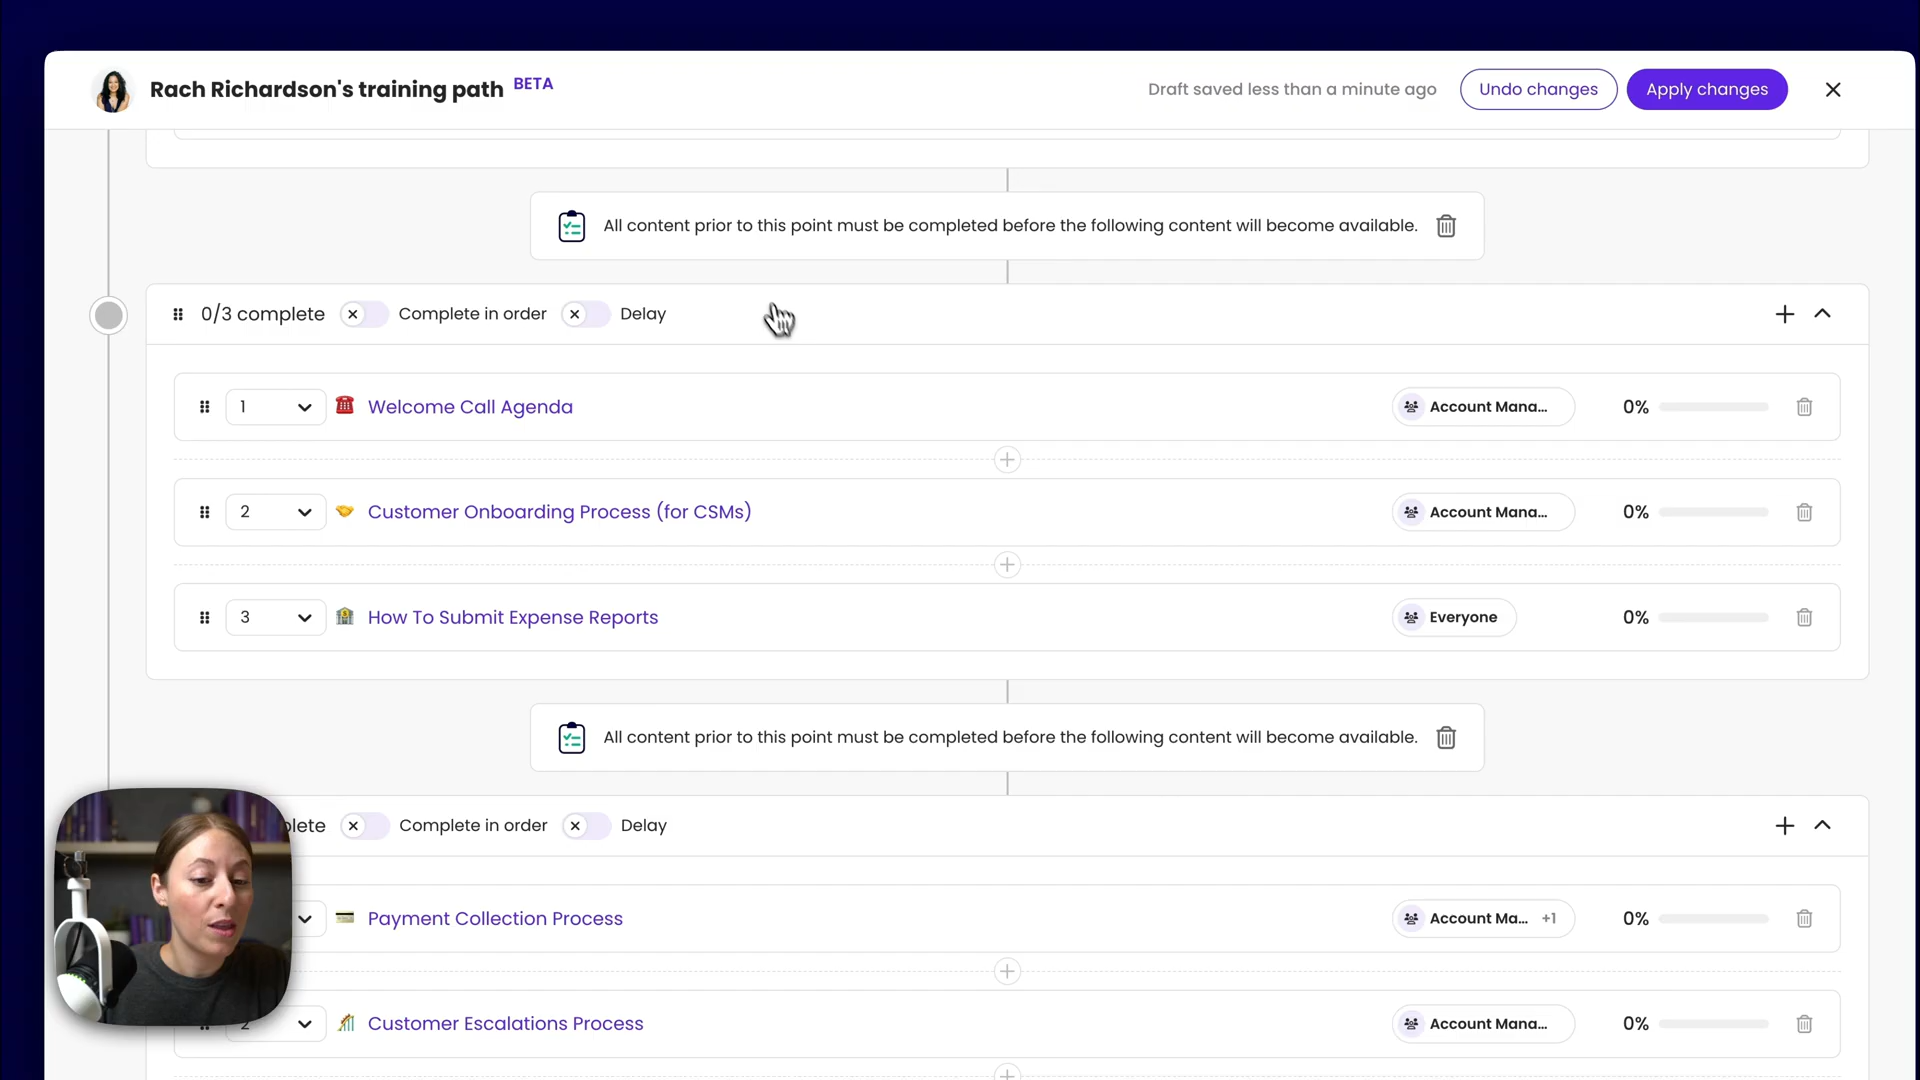 Rach Richardson's training path BETA
Draft saved less than a minute ago
Undo changes
Apply changes
All content prior to this point must be completed before the following content will become available.
0/3 complete
Complete in order
Delay
1
Welcome Call Agenda
Account Mana...
0%
2
Customer Onboarding Process (for CSMs)
Account Mana...
0%
3
How To Submit Expense Reports
Everyone
0%
All content prior to this point must be completed before the following content will become available.
Complete in order
Delay
Payment Collection Process
Account Ma... +1
0%
2
Customer Escalations Process
Account Mana...
0%